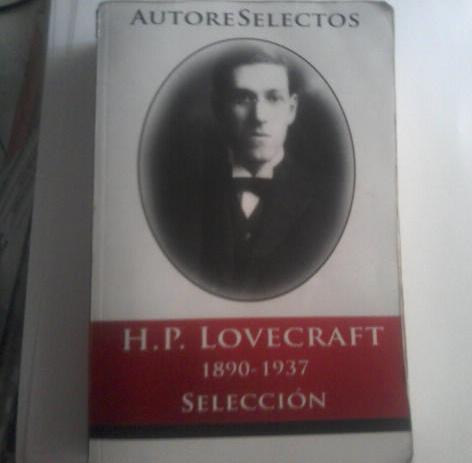 AUTORESELECTOS
H.P. LOVECRAFT
1890-1937
SELECCIÓN